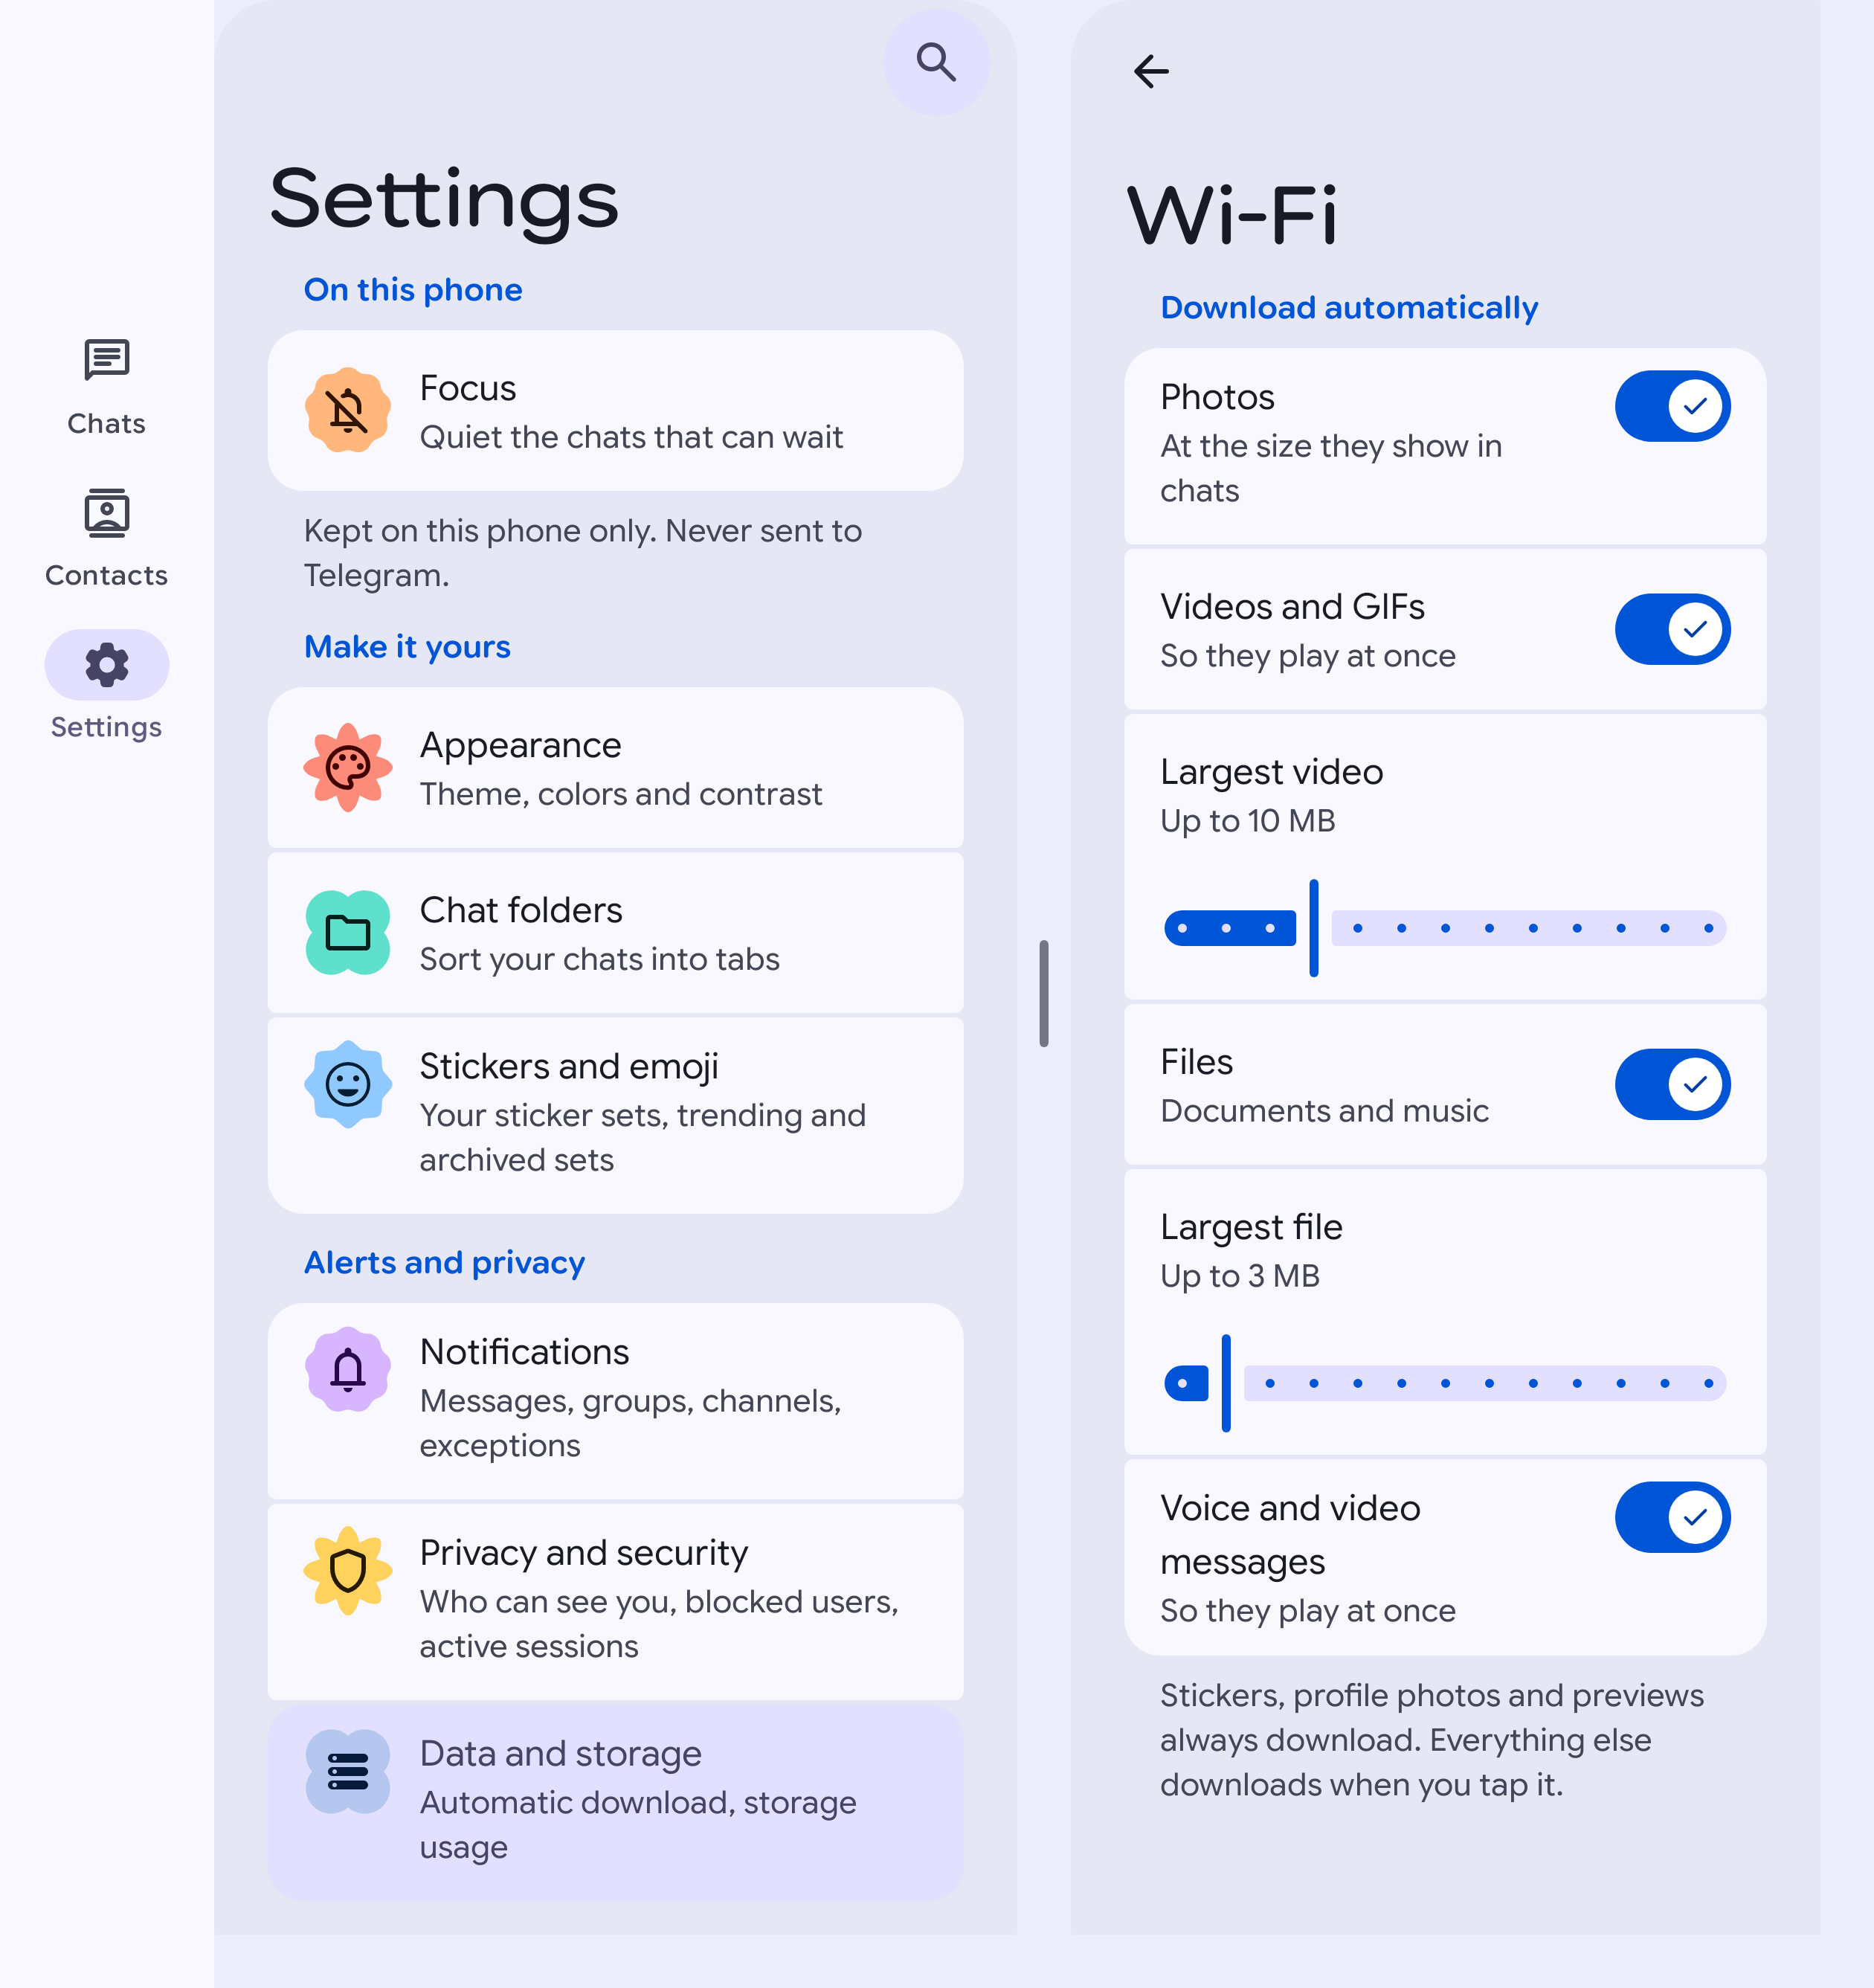 Chats
Contacts
Settings
Settings
On this phone
Focus
Quiet the chats that can wait
Kept on this phone only. Never sent to
Telegram.
Make it yours
Appearance
Theme, colors and contrast
Chat folders
Sort your chats into tabs
Stickers and emoji
Your sticker sets, trending and
archived sets
Alerts and privacy
Notifications
Messages, groups, channels,
exceptions
Privacy and security
Who can see you, blocked users,
active sessions
Data and storage
Automatic download, storage
usage
Wi-Fi
Download automatically
Photos
At the size they show in
chats
Videos and GIFs
So they play at once
Largest video
Up to 10 MB
Files
Documents and music
Largest file
Up to 3 MB
Voice and video
messages
So they play at once
Stickers, profile photos and previews
always download. Everything else
downloads when you tap it.